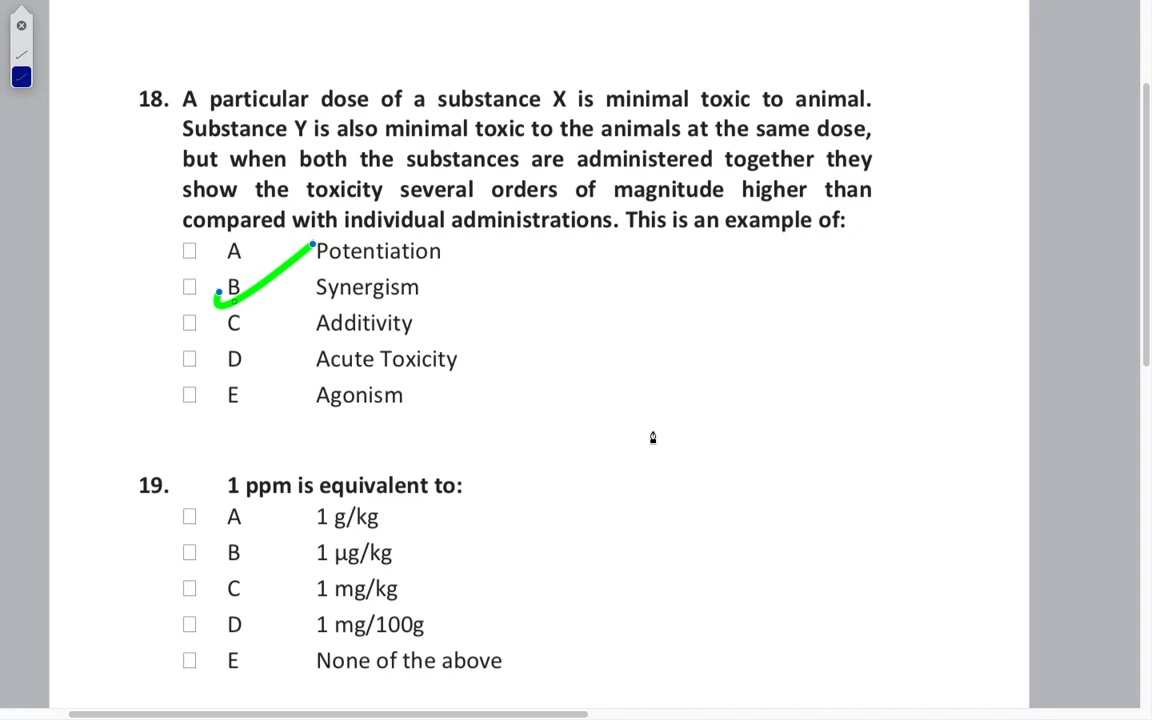 18. A particular dose of a substance X is minimal toxic to animal.
Substance Y is also minimal toxic to the animals at the same dose,
but when both the substances are administered together they
show the toxicity several orders of magnitude higher than
compared with individual administrations. This is an example of:
A Potentiation
B Synergism
C Additivity
D Acute Toxicity
E Agonism
19. 1 ppm is equivalent to:
A 1 g/kg
B 1 µg/kg
C 1 mg/kg
D 1 mg/100g
E None of the above